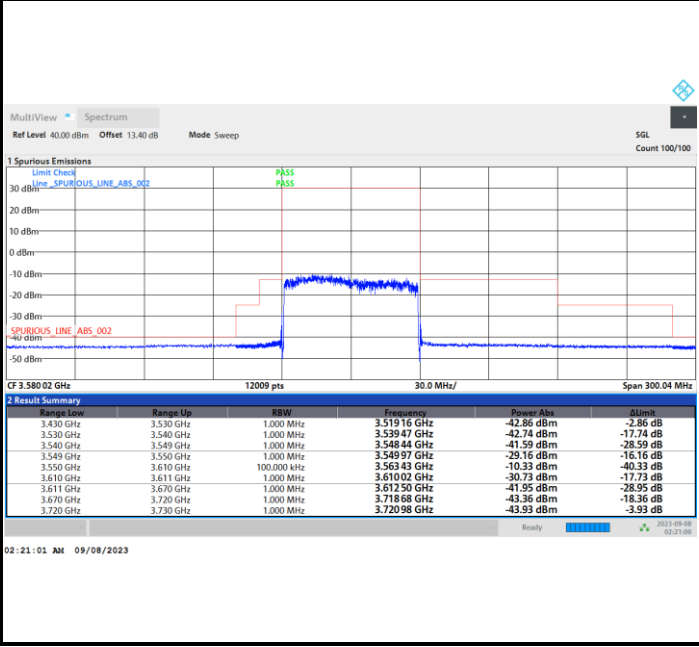 MultiView Spectrum
Ref Level 40.00 dBm Offset 13.40 dB Mode Sweep SGL
Count 100/100
1 Spurious Emissions
Limit Check PASS
Line _SPURIOUS_LINE_ABS_002 PASS
30 dBm
20 dBm
10 dBm
0 dBm
-10 dBm
-20 dBm
-30 dBm
_SPURIOUS_LINE_ABS_002
-40 dBm
-50 dBm
CF 3.580 02 GHz 12009 pts 30.0 MHz/ Span 300.04 MHz
2 Result Summary
Range Low Range Up RBW Frequency Power Abs ΔLimit
3.430 GHz 3.530 GHz 1.000 MHz 3.519 16 GHz -42.86 dBm -2.86 dB
3.530 GHz 3.540 GHz 1.000 MHz 3.539 47 GHz -42.74 dBm -17.74 dB
3.540 GHz 3.549 GHz 1.000 MHz 3.548 44 GHz -41.59 dBm -28.59 dB
3.549 GHz 3.550 GHz 1.000 MHz 3.549 97 GHz -29.16 dBm -16.16 dB
3.550 GHz 3.610 GHz 100.000 kHz 3.563 43 GHz -10.33 dBm -40.33 dB
3.610 GHz 3.611 GHz 1.000 MHz 3.610 02 GHz -30.73 dBm -17.73 dB
3.611 GHz 3.670 GHz 1.000 MHz 3.612 50 GHz -41.95 dBm -28.95 dB
3.670 GHz 3.720 GHz 1.000 MHz 3.718 68 GHz -43.36 dBm -18.36 dB
3.720 GHz 3.730 GHz 1.000 MHz 3.720 98 GHz -43.93 dBm -3.93 dB
Ready 2023-09-08
02:21:00
02:21:01 AM 09/08/2023